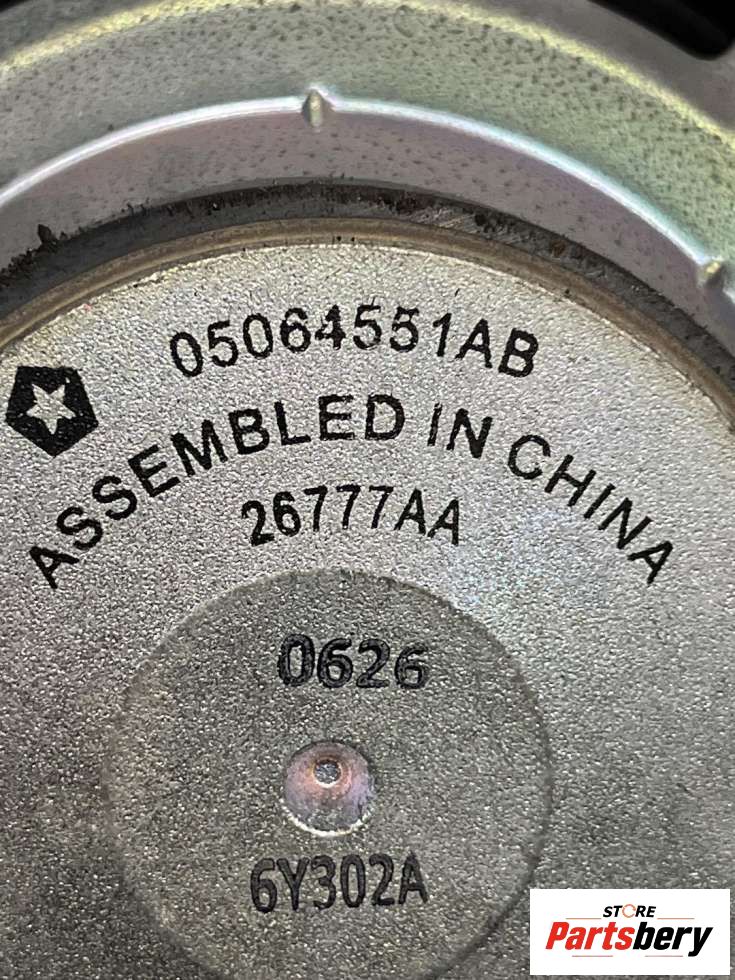 05064551AB
ASSEMBLED IN CHINA
26777AA
0626
6Y302A
STORE
Partsbery